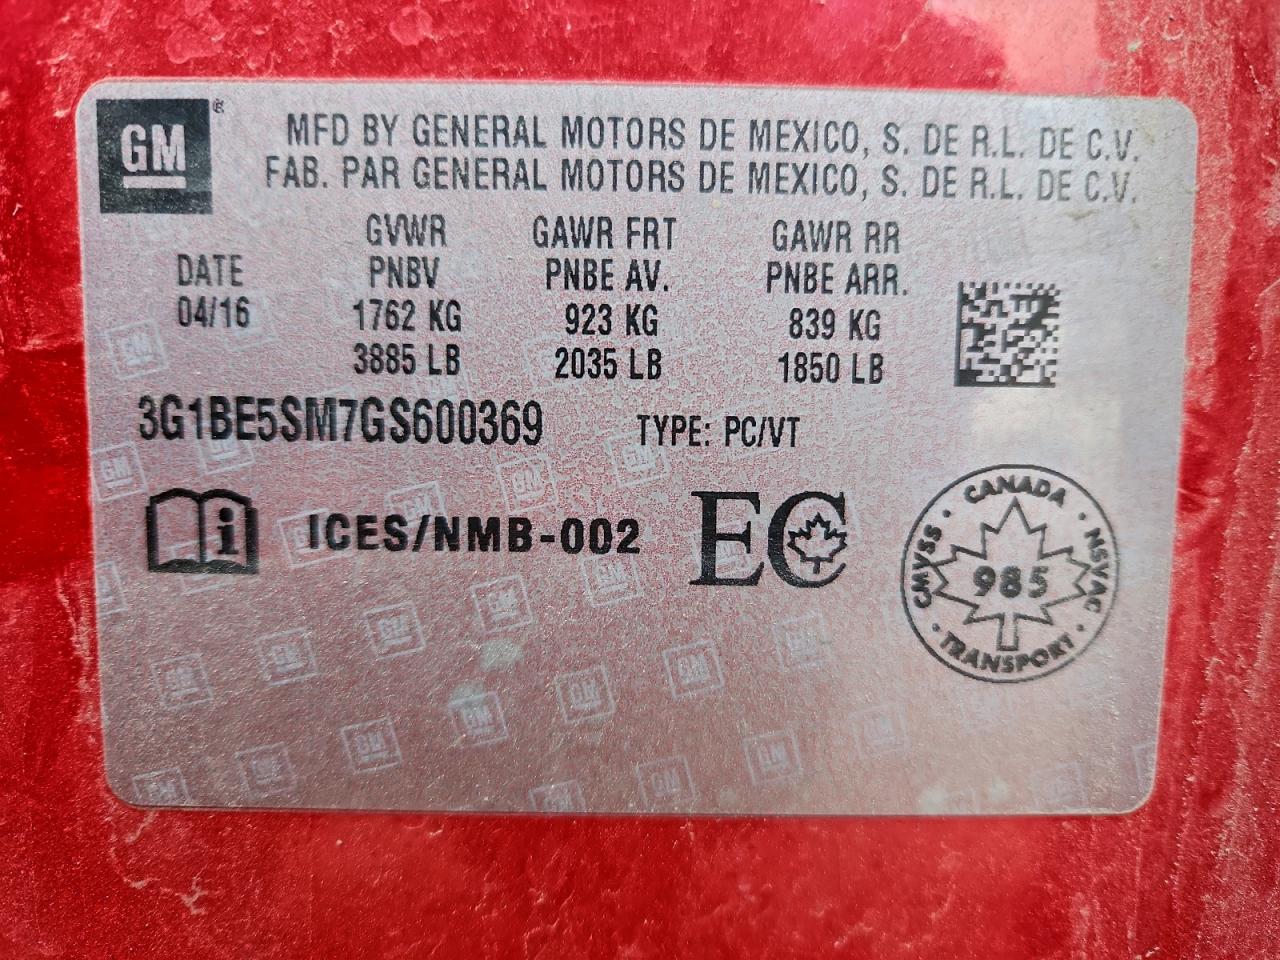 GM®
MFD BY GENERAL MOTORS DE MEXICO, S. DE R.L. DE C.V.
FAB. PAR GENERAL MOTORS DE MEXICO, S. DE R.L. DE C.V.
GVWR GAWR FRT GAWR RR
DATE PNBV PNBE AV. PNBE ARR.
04/16 1762 KG 923 KG 839 KG
3885 LB 2035 LB 1850 LB
3G1BE5SM7GS600369 TYPE: PC/VT
i ICES/NMB-002 EC
CANADA
CMVSS · NSVAC
985
· TRANSPORT ·